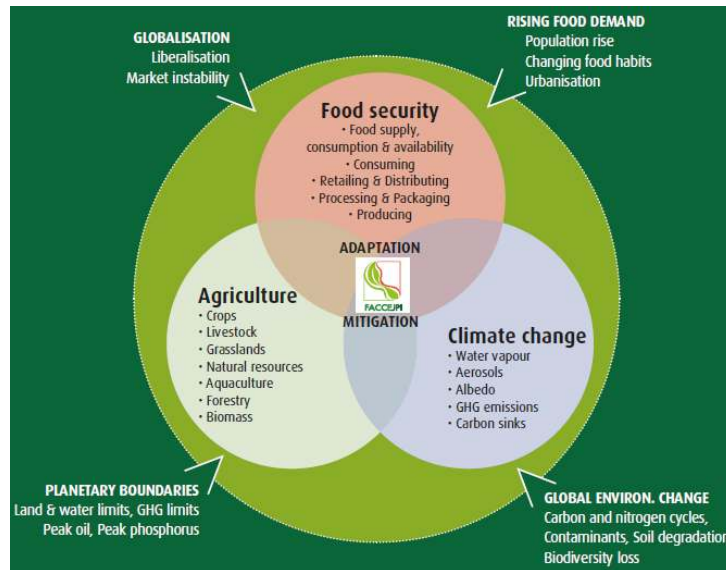 GLOBALISATION
Liberalisation
Market instability
RISING FOOD DEMAND
Population rise
Changing food habits
Urbanisation
Food security
• Food supply,
consumption & availability
• Consuming
• Retailing & Distributing
• Processing & Packaging
• Producing
ADAPTATION
FACCEJPI
MITIGATION
Agriculture
• Crops
• Livestock
• Grasslands
• Natural resources
• Aquaculture
• Forestry
• Biomass
Climate change
• Water vapour
• Aerosols
• Albedo
• GHG emissions
• Carbon sinks
PLANETARY BOUNDARIES
Land & water limits, GHG limits
Peak oil, Peak phosphorus
GLOBAL ENVIRON. CHANGE
Carbon and nitrogen cycles,
Contaminants, Soil degradation
Biodiversity loss